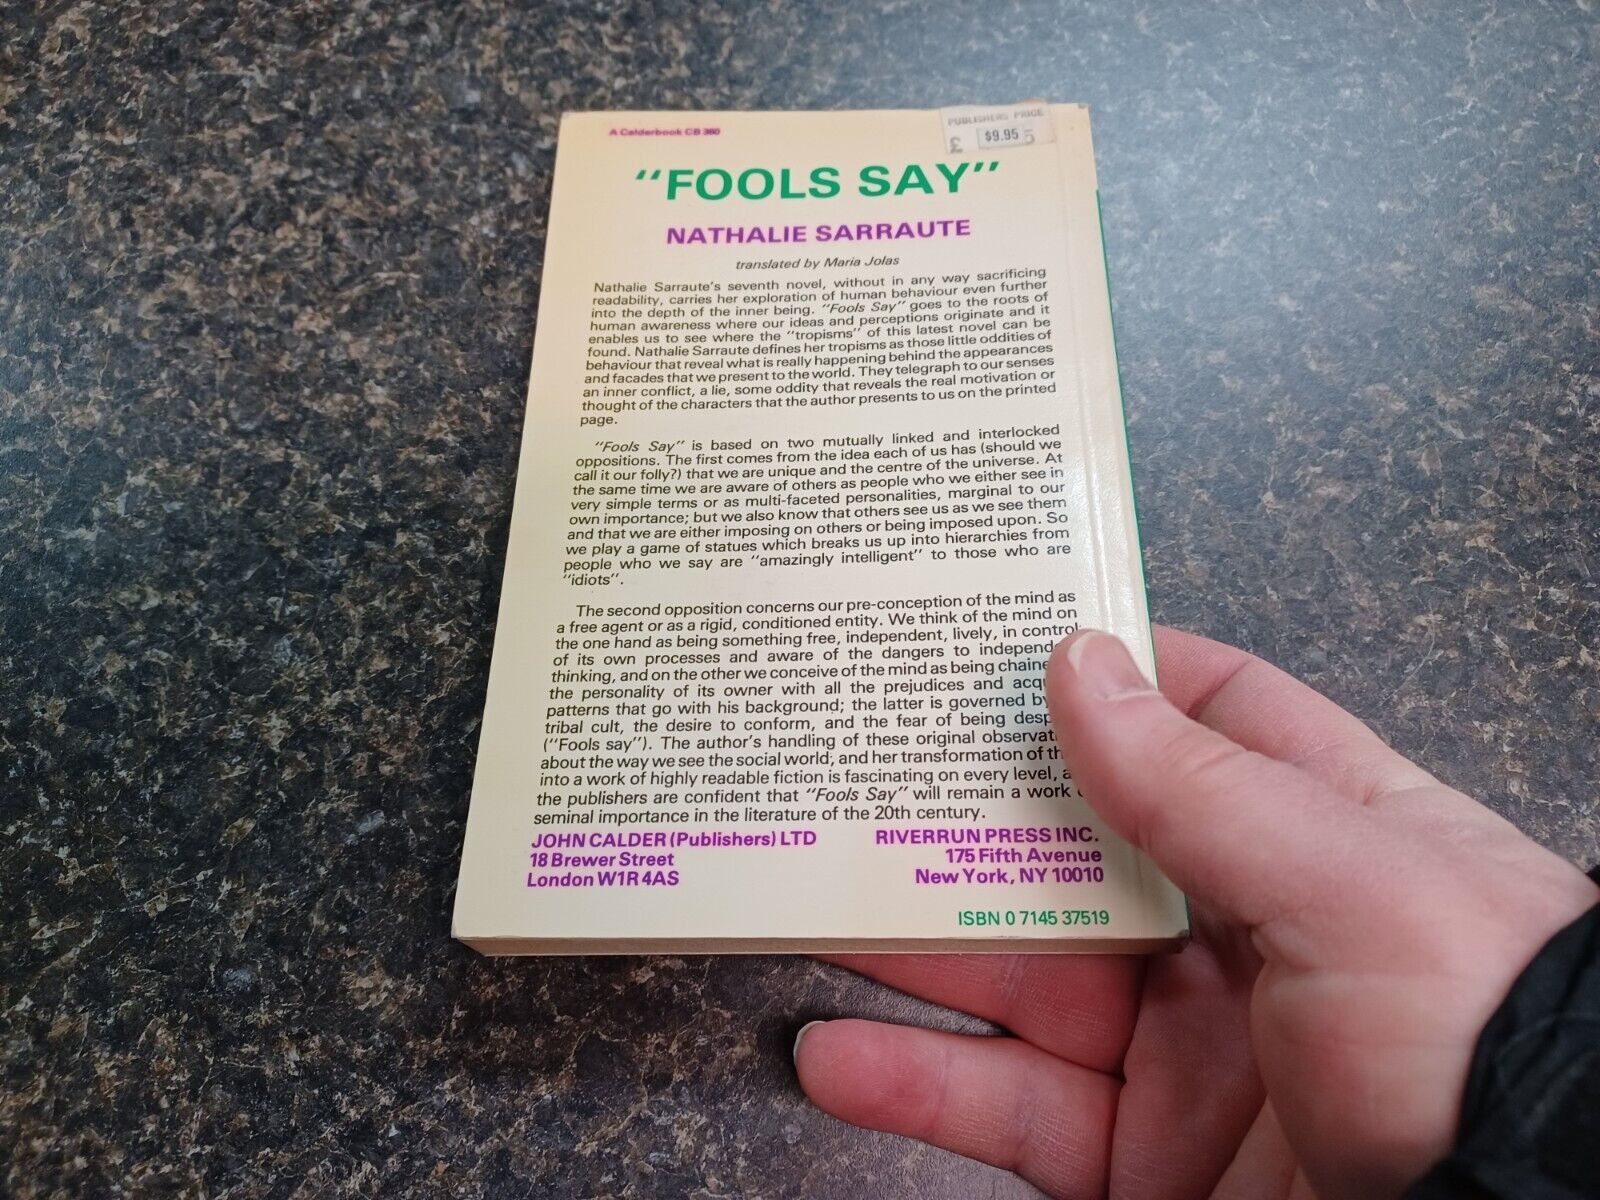 A Calderbook CB 360
PUBLISHERS PRICE
£ $9.95 5
"FOOLS SAY"
NATHALIE SARRAUTE
translated by Maria Jolas
Nathalie Sarraute's seventh novel, without in any way sacrificing
readability, carries her exploration of human behaviour even further
into the depth of the inner being. "Fools Say" goes to the roots of
human awareness where our ideas and perceptions originate and it
enables us to see where the "tropisms" of this latest novel can be
found. Nathalie Sarraute defines her tropisms as those little oddities of
behaviour that reveal what is really happening behind the appearances
and facades that we present to the world. They telegraph to our senses
an inner conflict, a lie, some oddity that reveals the real motivation or
thought of the characters that the author presents to us on the printed
page.
"Fools Say" is based on two mutually linked and interlocked
oppositions. The first comes from the idea each of us has (should we
call it our folly?) that we are unique and the centre of the universe. At
the same time we are aware of others as people who we either see in
very simple terms or as multi-faceted personalities, marginal to our
own importance; but we also know that others see us as we see them
and that we are either imposing on others or being imposed upon. So
we play a game of statues which breaks us up into hierarchies from
people who we say are "amazingly intelligent" to those who are
"idiots".
The second opposition concerns our pre-conception of the mind as
a free agent or as a rigid, conditioned entity. We think of the mind on
the one hand as being something free, independent, lively, in control
of its own processes and aware of the dangers to
thinking, and on the other we conceive of the mind as being
the personality of its owner with all the prejudices and
patterns that go with his background; the latter is governed
tribal cult, the desire to conform, and the fear of being
("Fools say"). The author's handling of these original
about the way we see the social world, and her transformation of
into a work of highly readable fiction is fascinating on every level,
the publishers are confident that "Fools Say" will remain a work
seminal importance in the literature of the 20th century.
JOHN CALDER (Publishers) LTD
18 Brewer Street
London W1R 4AS
RIVERRUN PRESS INC.
175 Fifth Avenue
New York, NY 10010
ISBN 0 7145 37519